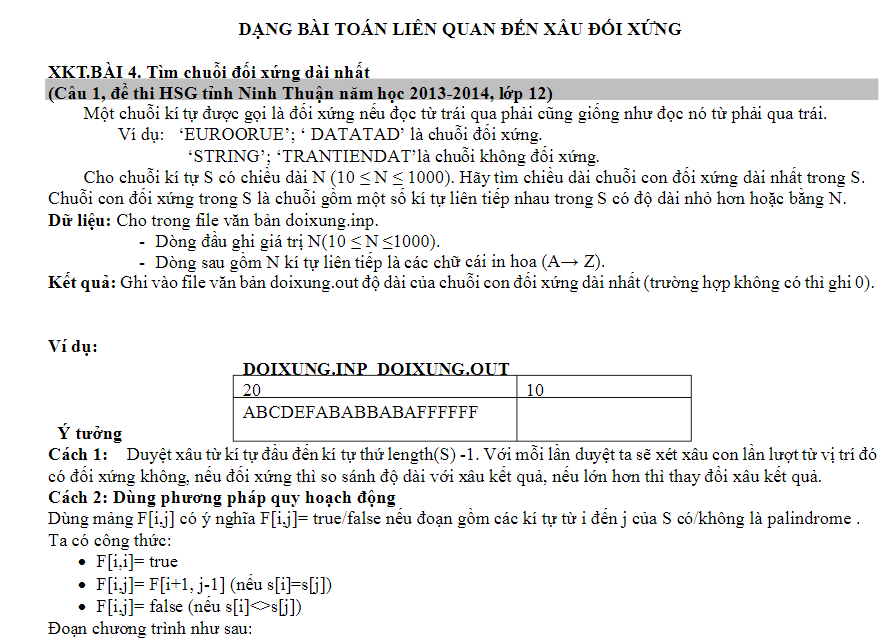 DẠNG BÀI TOÁN LIÊN QUAN ĐẾN XÂU ĐỐI XỨNG
XKT.BÀI 4. Tìm chuỗi đối xứng dài nhất
(Câu 1, đề thi HSG tỉnh Ninh Thuận năm học 2013-2014, lớp 12)
Một chuỗi kí tự được gọi là đối xứng nếu đọc từ trái qua phải cũng giống như đọc nó từ phải qua trái.
Ví dụ: ‘EUROORUE’; ‘ DATATAD’ là chuỗi đối xứng.
‘STRING’; ‘TRANTIENDAT’là chuỗi không đối xứng.
Cho chuỗi kí tự S có chiều dài N (10 ≤ N ≤ 1000). Hãy tìm chiều dài chuỗi con đối xứng dài nhất trong S.
Chuỗi con đối xứng trong S là chuỗi gồm một số kí tự liên tiếp nhau trong S có độ dài nhỏ hơn hoặc bằng N.
Dữ liệu: Cho trong file văn bản doixung.inp.
- Dòng đầu ghi giá trị N(10 ≤ N ≤1000).
- Dòng sau gồm N kí tự liên tiếp là các chữ cái in hoa (A→ Z).
Kết quả: Ghi vào file văn bản doixung.out độ dài của chuỗi con đối xứng dài nhất (trường hợp không có thì ghi 0).
Ví dụ:
DOIXUNG.INP DOIXUNG.OUT
20 10
ABCDEFABABBABAFFFFFF
Ý tưởng
Cách 1: Duyệt xâu từ kí tự đầu đến kí tự thứ length(S) -1. Với mỗi lần duyệt ta sẽ xét xâu con lần lượt từ vị trí đó
có đối xứng không, nếu đối xứng thì so sánh độ dài với xâu kết quả, nếu lớn hơn thì thay đổi xâu kết quả.
Cách 2: Dùng phương pháp quy hoạch động
Dùng mảng F[i,j] có ý nghĩa F[i,j]= true/false nếu đoạn gồm các kí tự từ i đến j của S có/không là palindrome .
Ta có công thức:
• F[i,i]= true
• F[i,j]= F[i+1, j-1] (nếu s[i]=s[j])
• F[i,j]= false (nếu s[i]<>s[j])
Đoạn chương trình như sau: